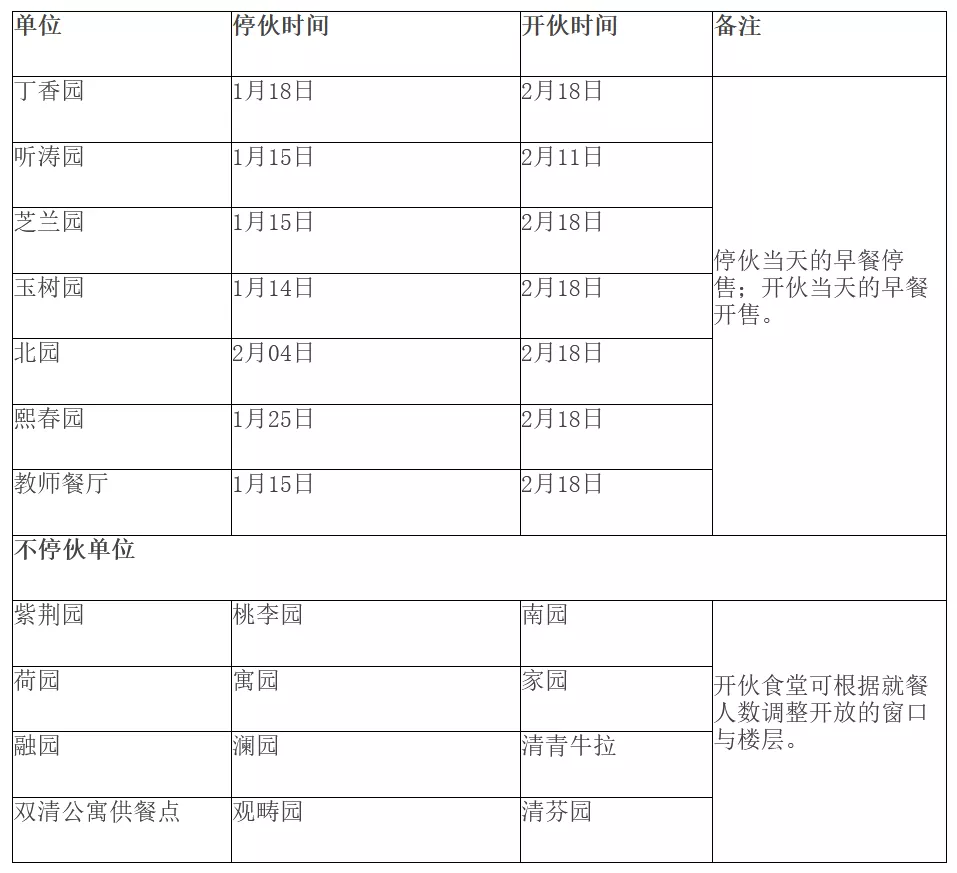 单位 停伙时间 开伙时间 备注
丁香园 1月18日 2月18日
听涛园 1月15日 2月11日
芝兰园 1月15日 2月18日
停伙当天的早餐停
售；开伙当天的早餐
开售。
玉树园 1月14日 2月18日
北园 2月04日 2月18日
熙春园 1月25日 2月18日
教师餐厅 1月15日 2月18日
不停伙单位
紫荆园 桃李园 南园
荷园 寓园 家园
开伙食堂可根据就餐
人数调整开放的窗口
与楼层。
融园 澜园 清青牛拉
双清公寓供餐点 观畴园 清芬园